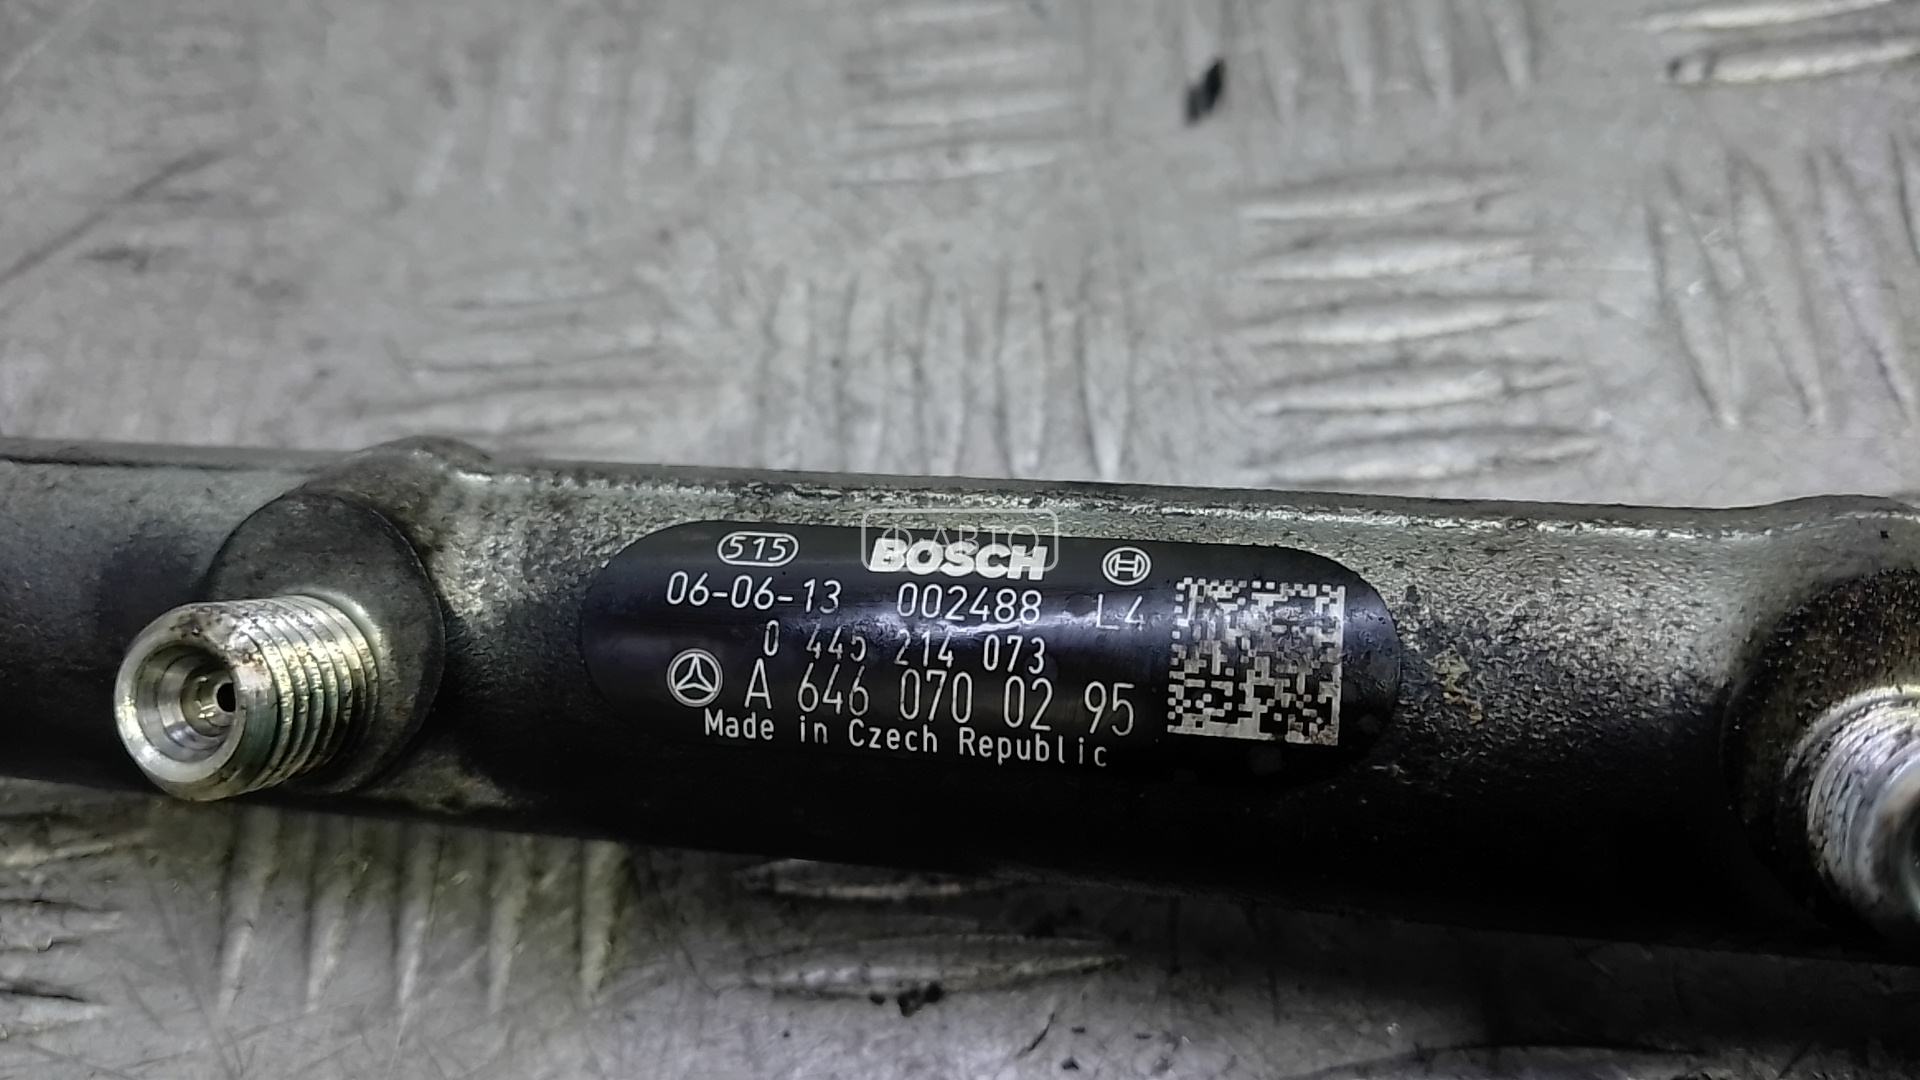 515 BOSCH
06-06-13 002488 L4
0 445 214 073
A 646 070 02 95
Made in Czech Republic
АВТО